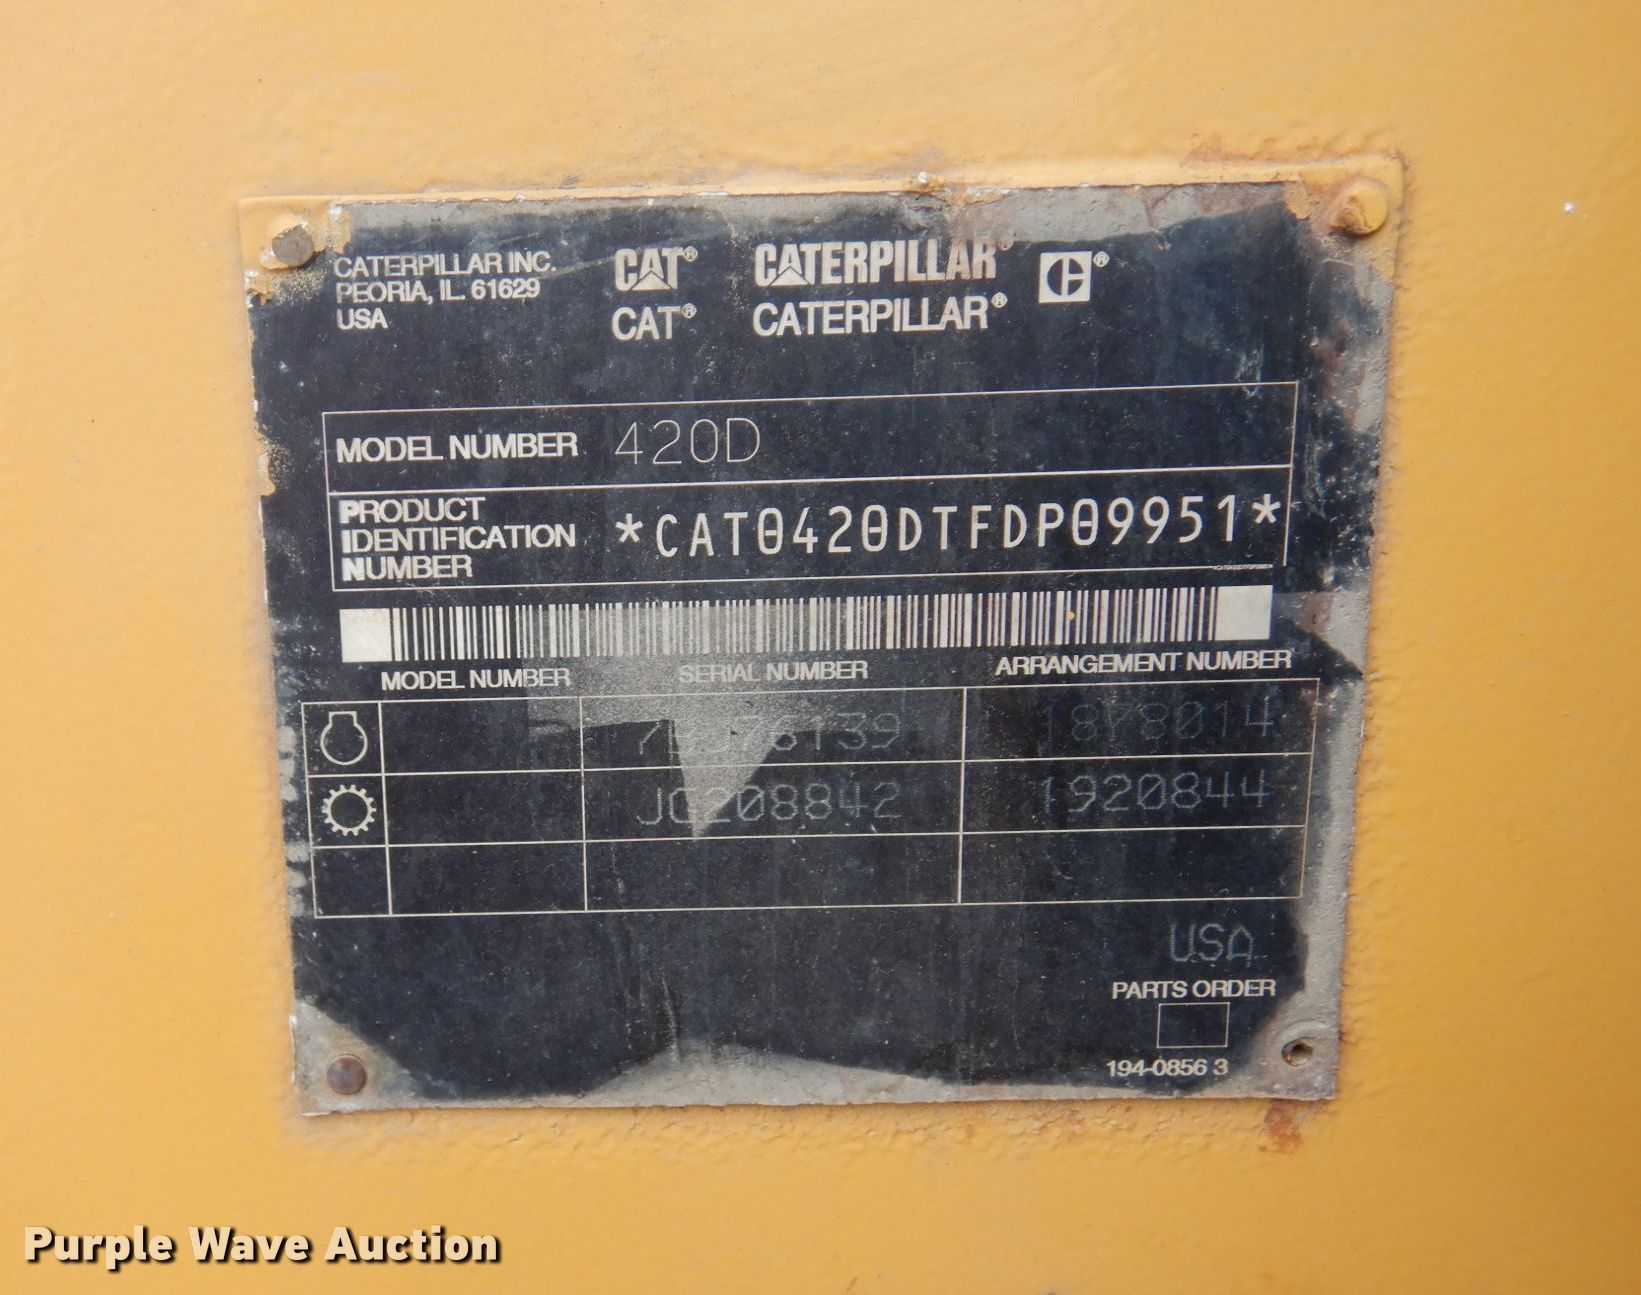 CATERPILLAR INC.
PEORIA, IL. 61629
USA
CAT® CATERPILLAR® C®
CAT® CATERPILLAR®
MODEL NUMBER 420D
PRODUCT
IDENTIFICATION
NUMBER
*CAT0420DTFDP09951*
MODEL NUMBER SERIAL NUMBER ARRANGEMENT NUMBER
1878014
1920844
USA
PARTS ORDER
194-0856 3
Purple Wave Auction